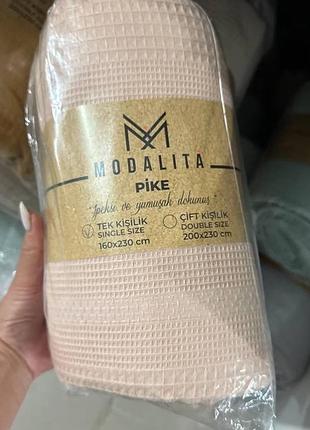 MODALITA
PİKE
"İpeksi ve yumuşak dokunuş"
TEK KİŞİLİK
SINGLE SIZE
160x230 cm
ÇİFT KİŞİLİK
DOUBLE SIZE
200x230 cm